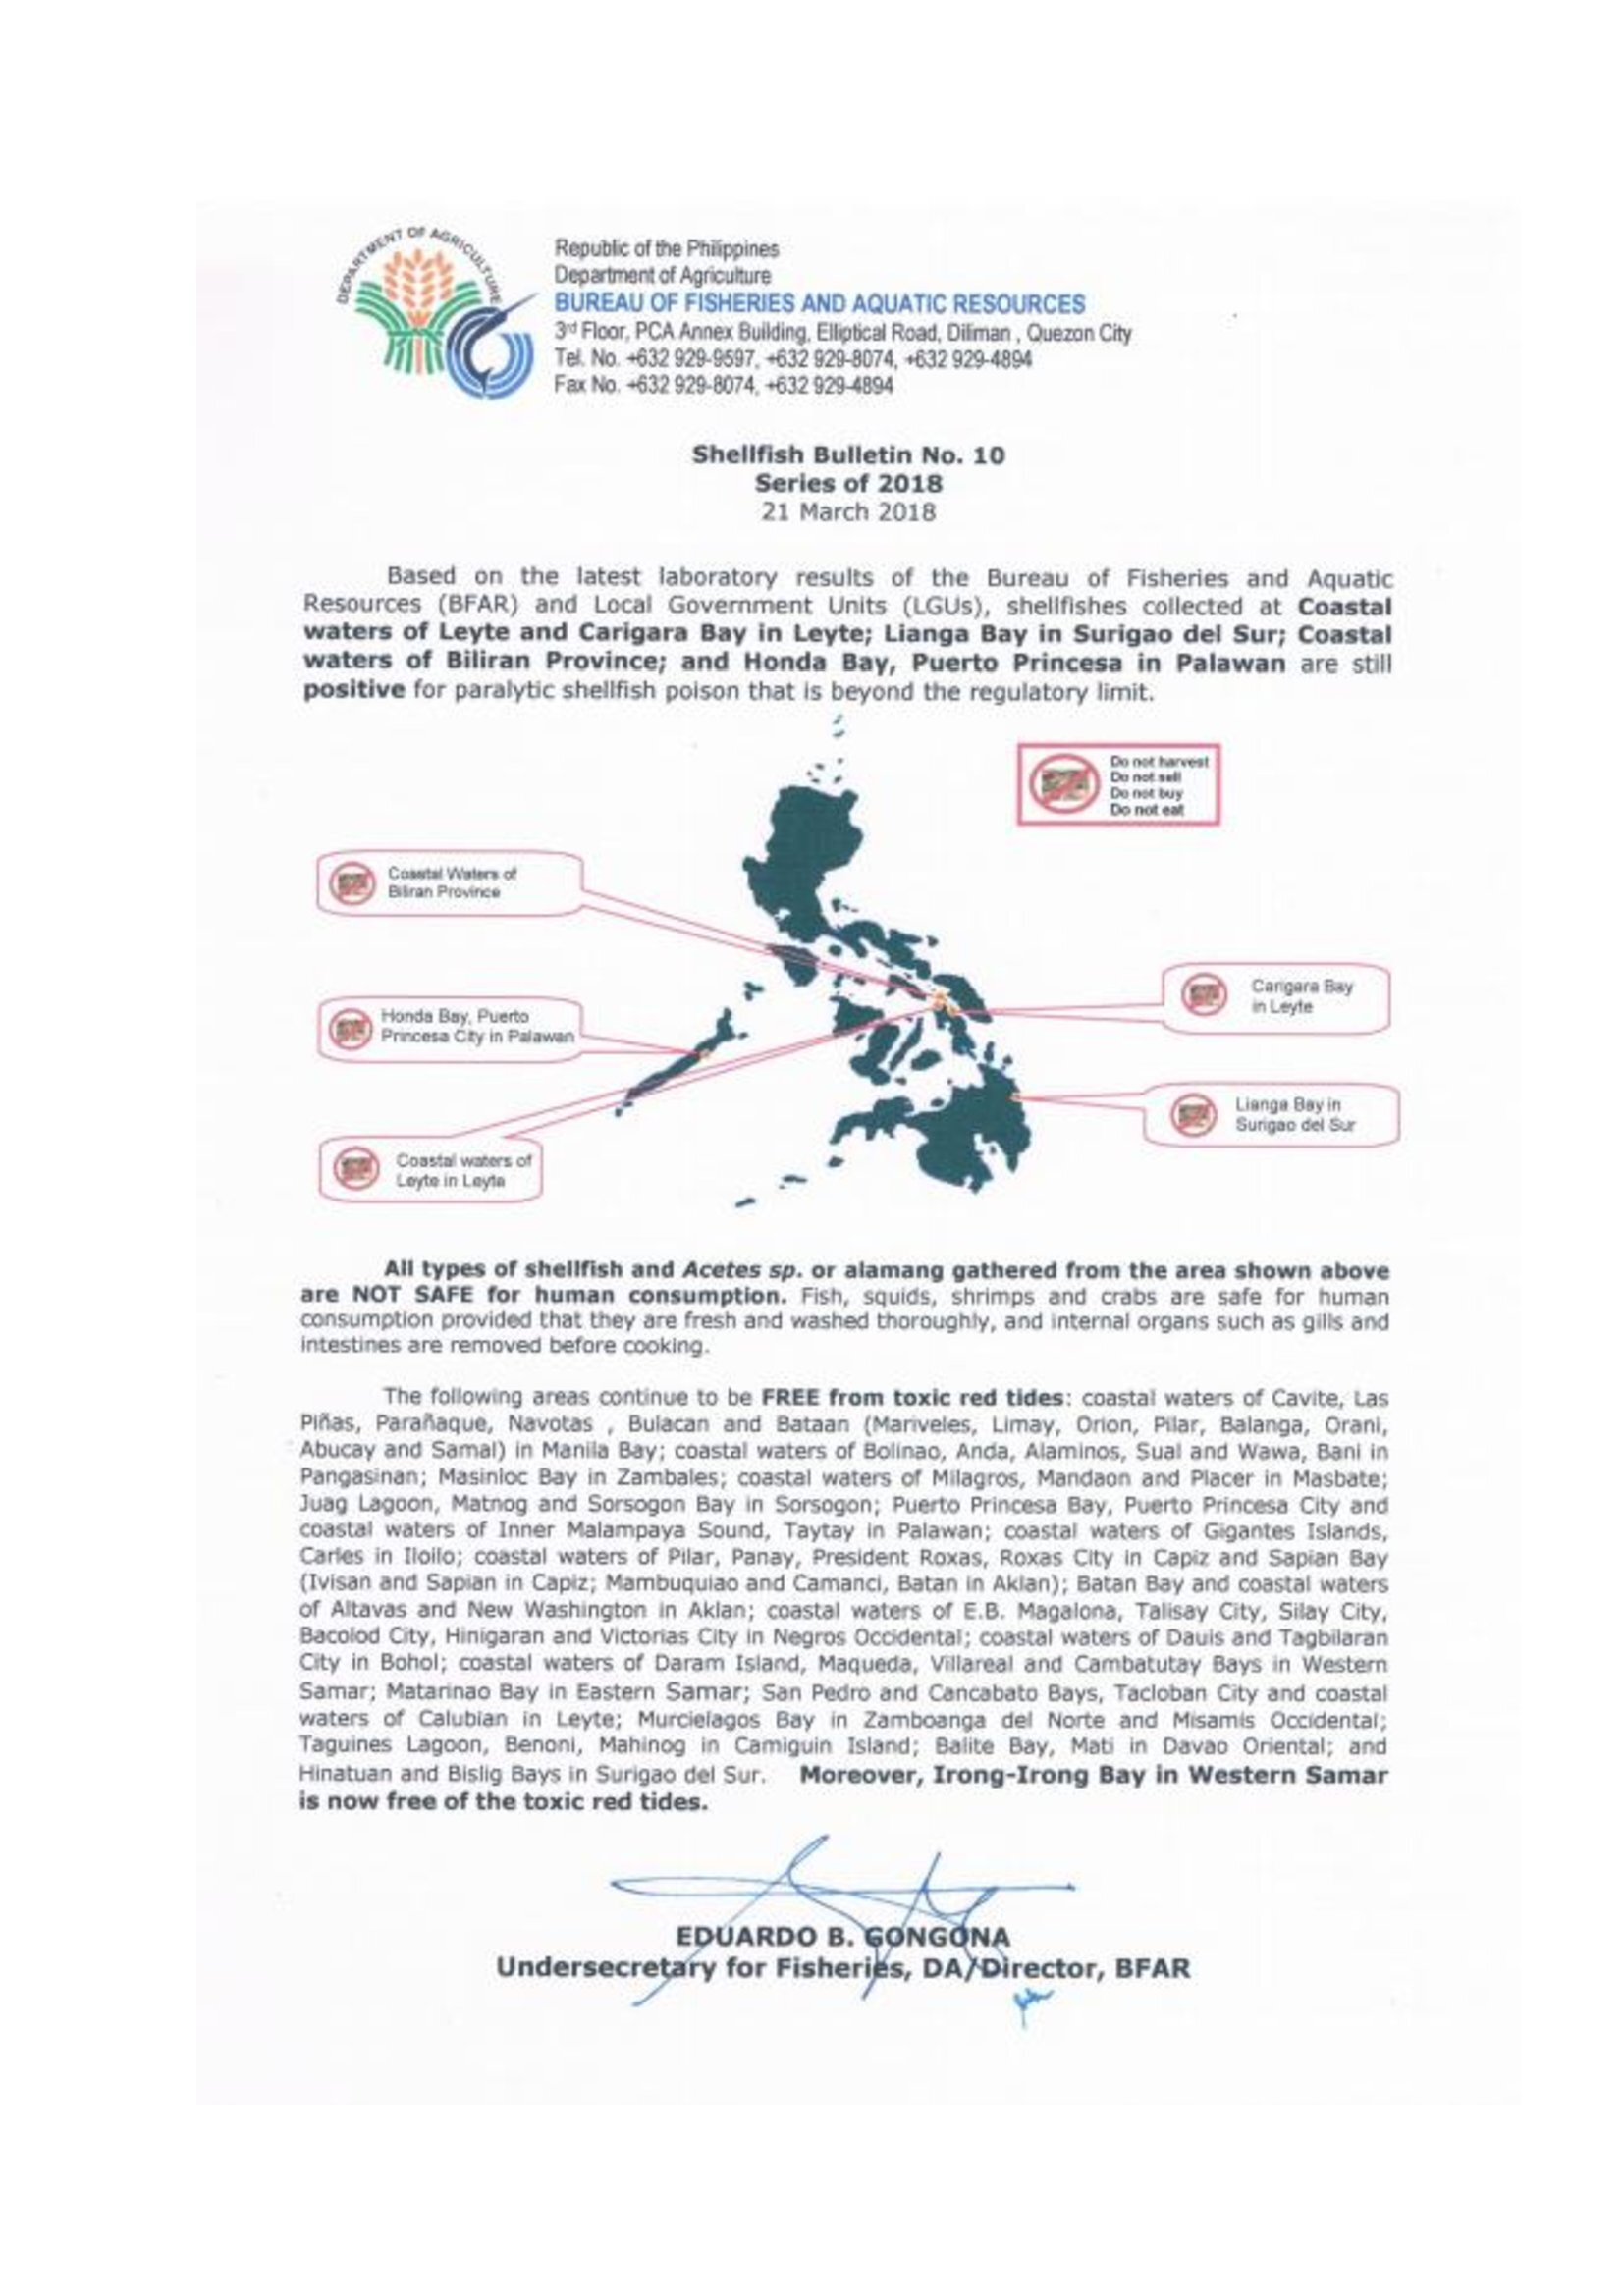 DEPARTMENT OF AGRICULTURE
Republic of the Philippines
Department of Agriculture
BUREAU OF FISHERIES AND AQUATIC RESOURCES
3rd Floor, PCA Annex Building, Elliptical Road, Diliman , Quezon City
Tel. No. +632 929-9597, +632 929-8074, +632 929-4894
Fax No. +632 929-8074, +632 929-4894
Shellfish Bulletin No. 10
Series of 2018
21 March 2018
Based on the latest laboratory results of the Bureau of Fisheries and Aquatic
Resources (BFAR) and Local Government Units (LGUs), shellfishes collected at Coastal
waters of Leyte and Carigara Bay in Leyte; Lianga Bay in Surigao del Sur; Coastal
waters of Biliran Province; and Honda Bay, Puerto Princesa in Palawan are still
positive for paralytic shellfish poison that is beyond the regulatory limit.
Do not harvest
Do not sell
Do not buy
Do not eat
Coastal Waters of
Biliran Province
Honda Bay, Puerto
Princesa City in Palawan
Coastal waters of
Leyte in Leyte
Carigara Bay
in Leyte
Lianga Bay in
Surigao del Sur
All types of shellfish and Acetes sp. or alamang gathered from the area shown above
are NOT SAFE for human consumption. Fish, squids, shrimps and crabs are safe for human
consumption provided that they are fresh and washed thoroughly, and internal organs such as gills and
intestines are removed before cooking.
The following areas continue to be FREE from toxic red tides: coastal waters of Cavite, Las
Piñas, Parañaque, Navotas , Bulacan and Bataan (Mariveles, Limay, Orion, Pilar, Balanga, Orani,
Abucay and Samal) in Manila Bay; coastal waters of Bolinao, Anda, Alaminos, Sual and Wawa, Bani in
Pangasinan; Masinloc Bay in Zambales; coastal waters of Milagros, Mandaon and Placer in Masbate;
Juag Lagoon, Matnog and Sorsogon Bay in Sorsogon; Puerto Princesa Bay, Puerto Princesa City and
coastal waters of Inner Malampaya Sound, Taytay in Palawan; coastal waters of Gigantes Islands,
Carles in Iloilo; coastal waters of Pilar, Panay, President Roxas, Roxas City in Capiz and Sapian Bay
(Ivisan and Sapian in Capiz; Mambuquiao and Camanci, Batan in Aklan); Batan Bay and coastal waters
of Altavas and New Washington in Aklan; coastal waters of E.B. Magalona, Talisay City, Silay City,
Bacolod City, Hinigaran and Victorias City in Negros Occidental; coastal waters of Dauis and Tagbilaran
City in Bohol; coastal waters of Daram Island, Maqueda, Villareal and Cambatutay Bays in Western
Samar; Matarinao Bay in Eastern Samar; San Pedro and Cancabato Bays, Tacloban City and coastal
waters of Calubian in Leyte; Murcielagos Bay in Zamboanga del Norte and Misamis Occidental;
Taguines Lagoon, Benoni, Mahinog in Camiguin Island; Balite Bay, Mati in Davao Oriental; and
Hinatuan and Bislig Bays in Surigao del Sur. Moreover, Irong-Irong Bay in Western Samar
is now free of the toxic red tides.
EDUARDO B. GONGONA
Undersecretary for Fisheries, DA/Director, BFAR